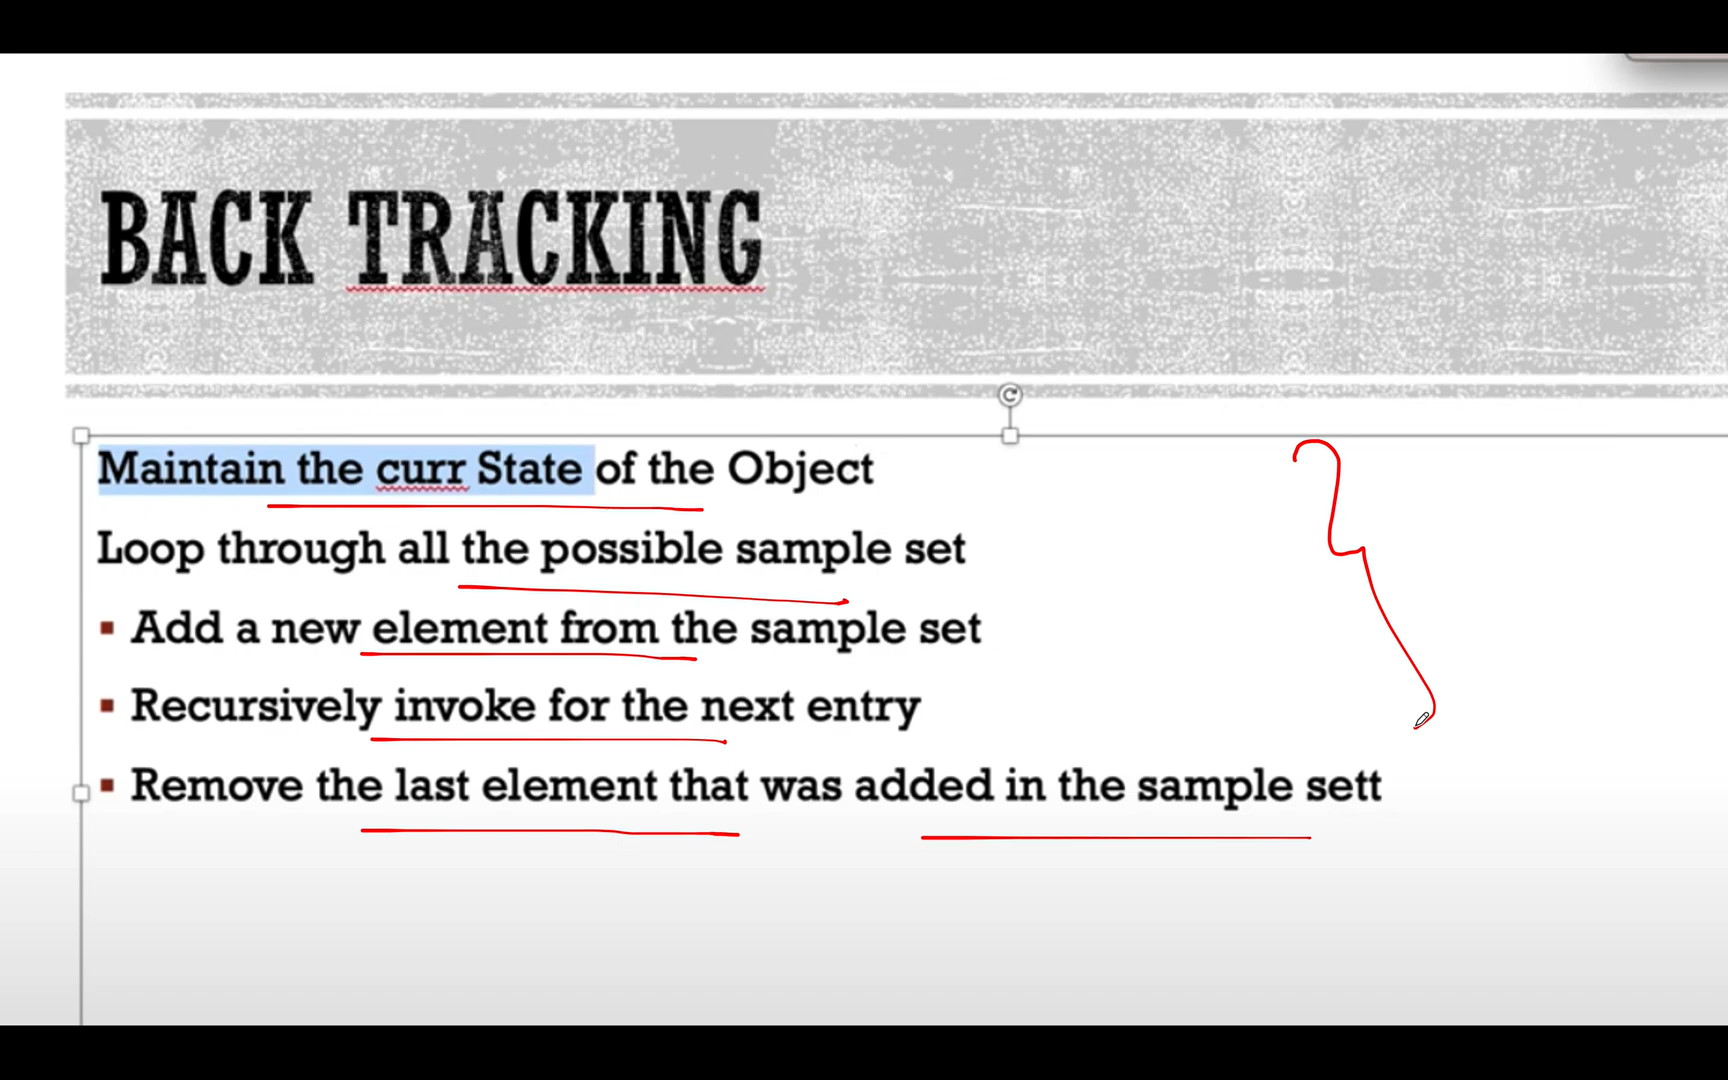 BACK TRACKING
Maintain the curr State of the Object
Loop through all the possible sample set
▪ Add a new element from the sample set
▪ Recursively invoke for the next entry
▪ Remove the last element that was added in the sample sett